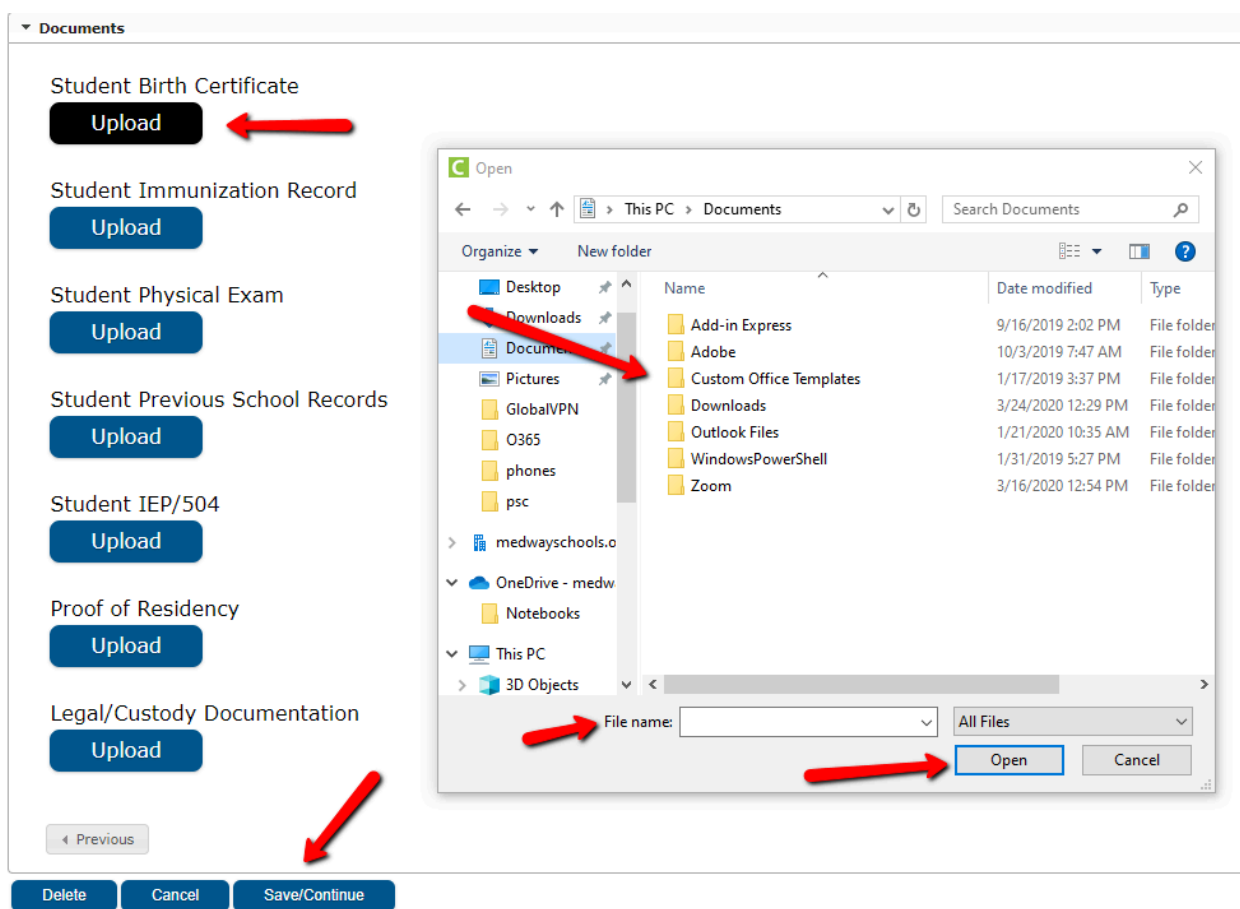 Documents
Student Birth Certificate
Upload
Student Immunization Record
Upload
Student Physical Exam
Upload
Student Previous School Records
Upload
Student IEP/504
Upload
Proof of Residency
Upload
Legal/Custody Documentation
Upload
Previous
Delete Cancel Save/Continue
C Open
This PC > Documents Search Documents
Organize New folder ?
Desktop
Downloads
Documen
Pictures
GlobalVPN
O365
phones
psc
medwayschools.o
OneDrive - medw
Notebooks
This PC
3D Objects
Name Date modified Type
Add-in Express 9/16/2019 2:02 PM File folder
Adobe 10/3/2019 7:47 AM File folder
Custom Office Templates 1/17/2019 3:37 PM File folder
Downloads 3/24/2020 12:29 PM File folder
Outlook Files 1/21/2020 10:35 AM File folder
WindowsPowerShell 1/31/2019 5:27 PM File folder
Zoom 3/16/2020 12:54 PM File folder
File name: All Files
Open Cancel